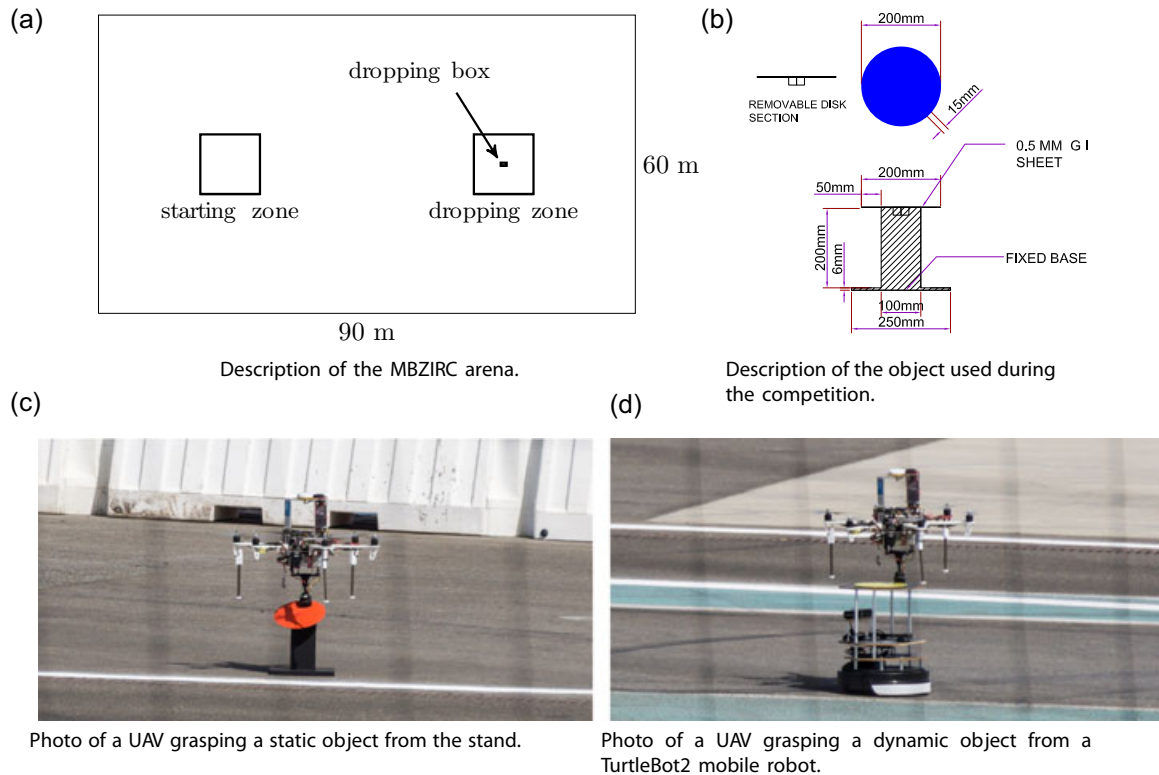 (a)
dropping box
starting zone
dropping zone
60 m
90 m
Description of the MBZIRC arena.
(b)
200mm
15mm
REMOVABLE DISK
SECTION
0.5 MM G I
SHEET
200mm
50mm
200mm
6mm
FIXED BASE
100mm
250mm
Description of the object used during
the competition.
(c)
Photo of a UAV grasping a static object from the stand.
(d)
Photo of a UAV grasping a dynamic object from a
TurtleBot2 mobile robot.